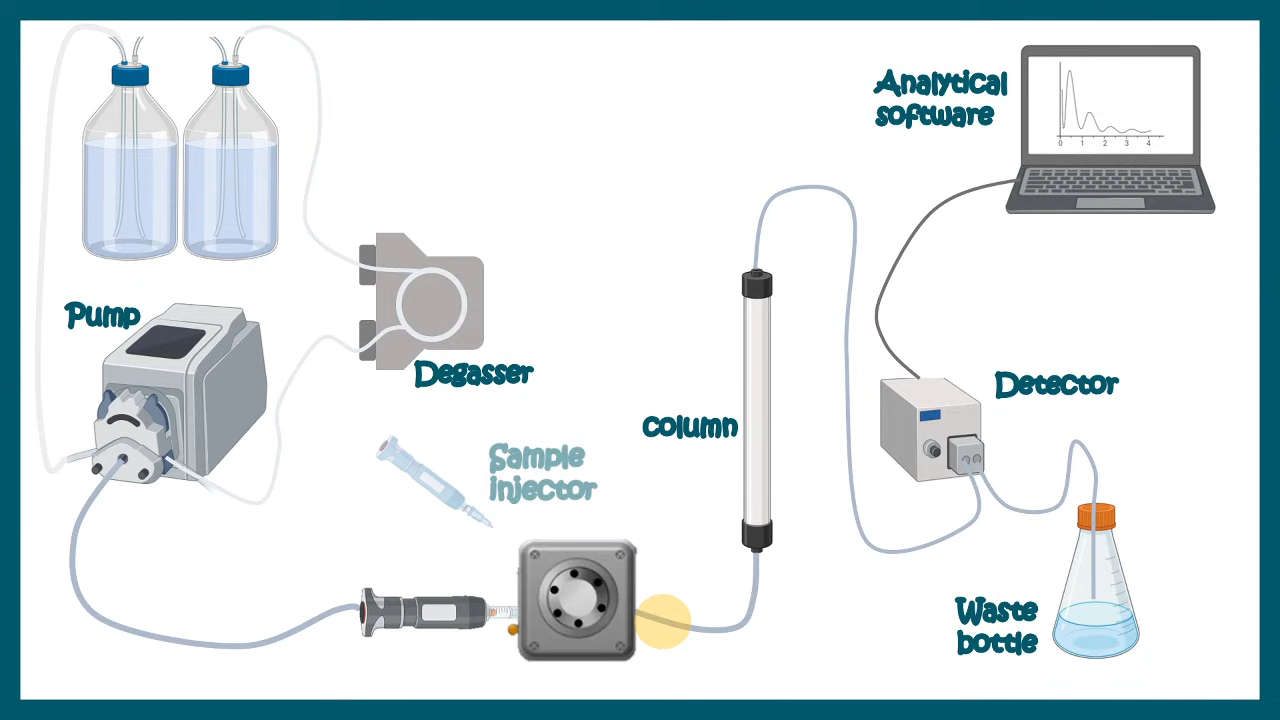 Analytical
software
0 1 2 3 4
Pump
Degasser
Detector
column
Sample
injector
Waste
bottle